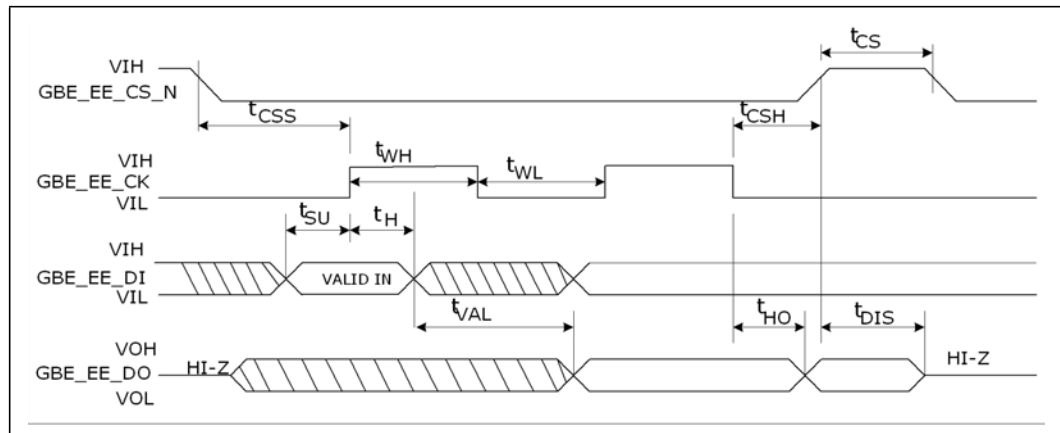 tCS
VIH
GBE_EE_CS_N
tCSS
tCSH
VIH
GBE_EE_CK
VIL
tWH
tWL
tSU
tH
VIH
GBE_EE_DI
VIL
VALID IN
tVAL
tHO
tDIS
VOH
GBE_EE_DO
VOL
HI-Z
HI-Z